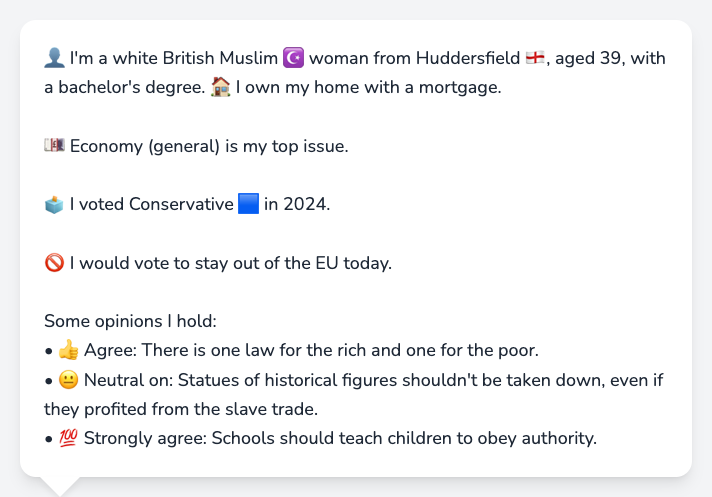 👤 I'm a white British Muslim ☪️ woman from Huddersfield 🏴󠁧󠁢󠁥󠁮󠁧󠁿, aged 39, with
a bachelor's degree. 🏠 I own my home with a mortgage.
💷 Economy (general) is my top issue.
🗳️ I voted Conservative 🟦 in 2024.
🚫 I would vote to stay out of the EU today.
Some opinions I hold:
• 👍 Agree: There is one law for the rich and one for the poor.
• 😐 Neutral on: Statues of historical figures shouldn't be taken down, even if
they profited from the slave trade.
• 💯 Strongly agree: Schools should teach children to obey authority.